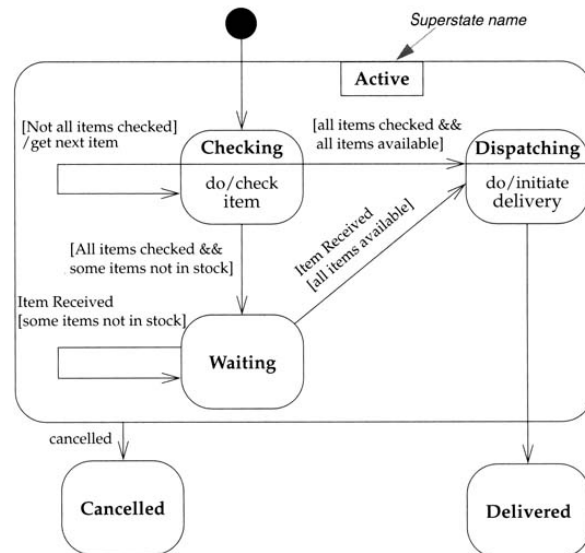 Superstate name
Active
[Not all items checked]
/get next item
Checking
do/check
item
[all items checked &&
all items available]
Dispatching
do/initiate
delivery
[All items checked &&
some items not in stock]
Item Received
[all items available]
Item Received
[some items not in stock]
Waiting
cancelled
Cancelled
Delivered